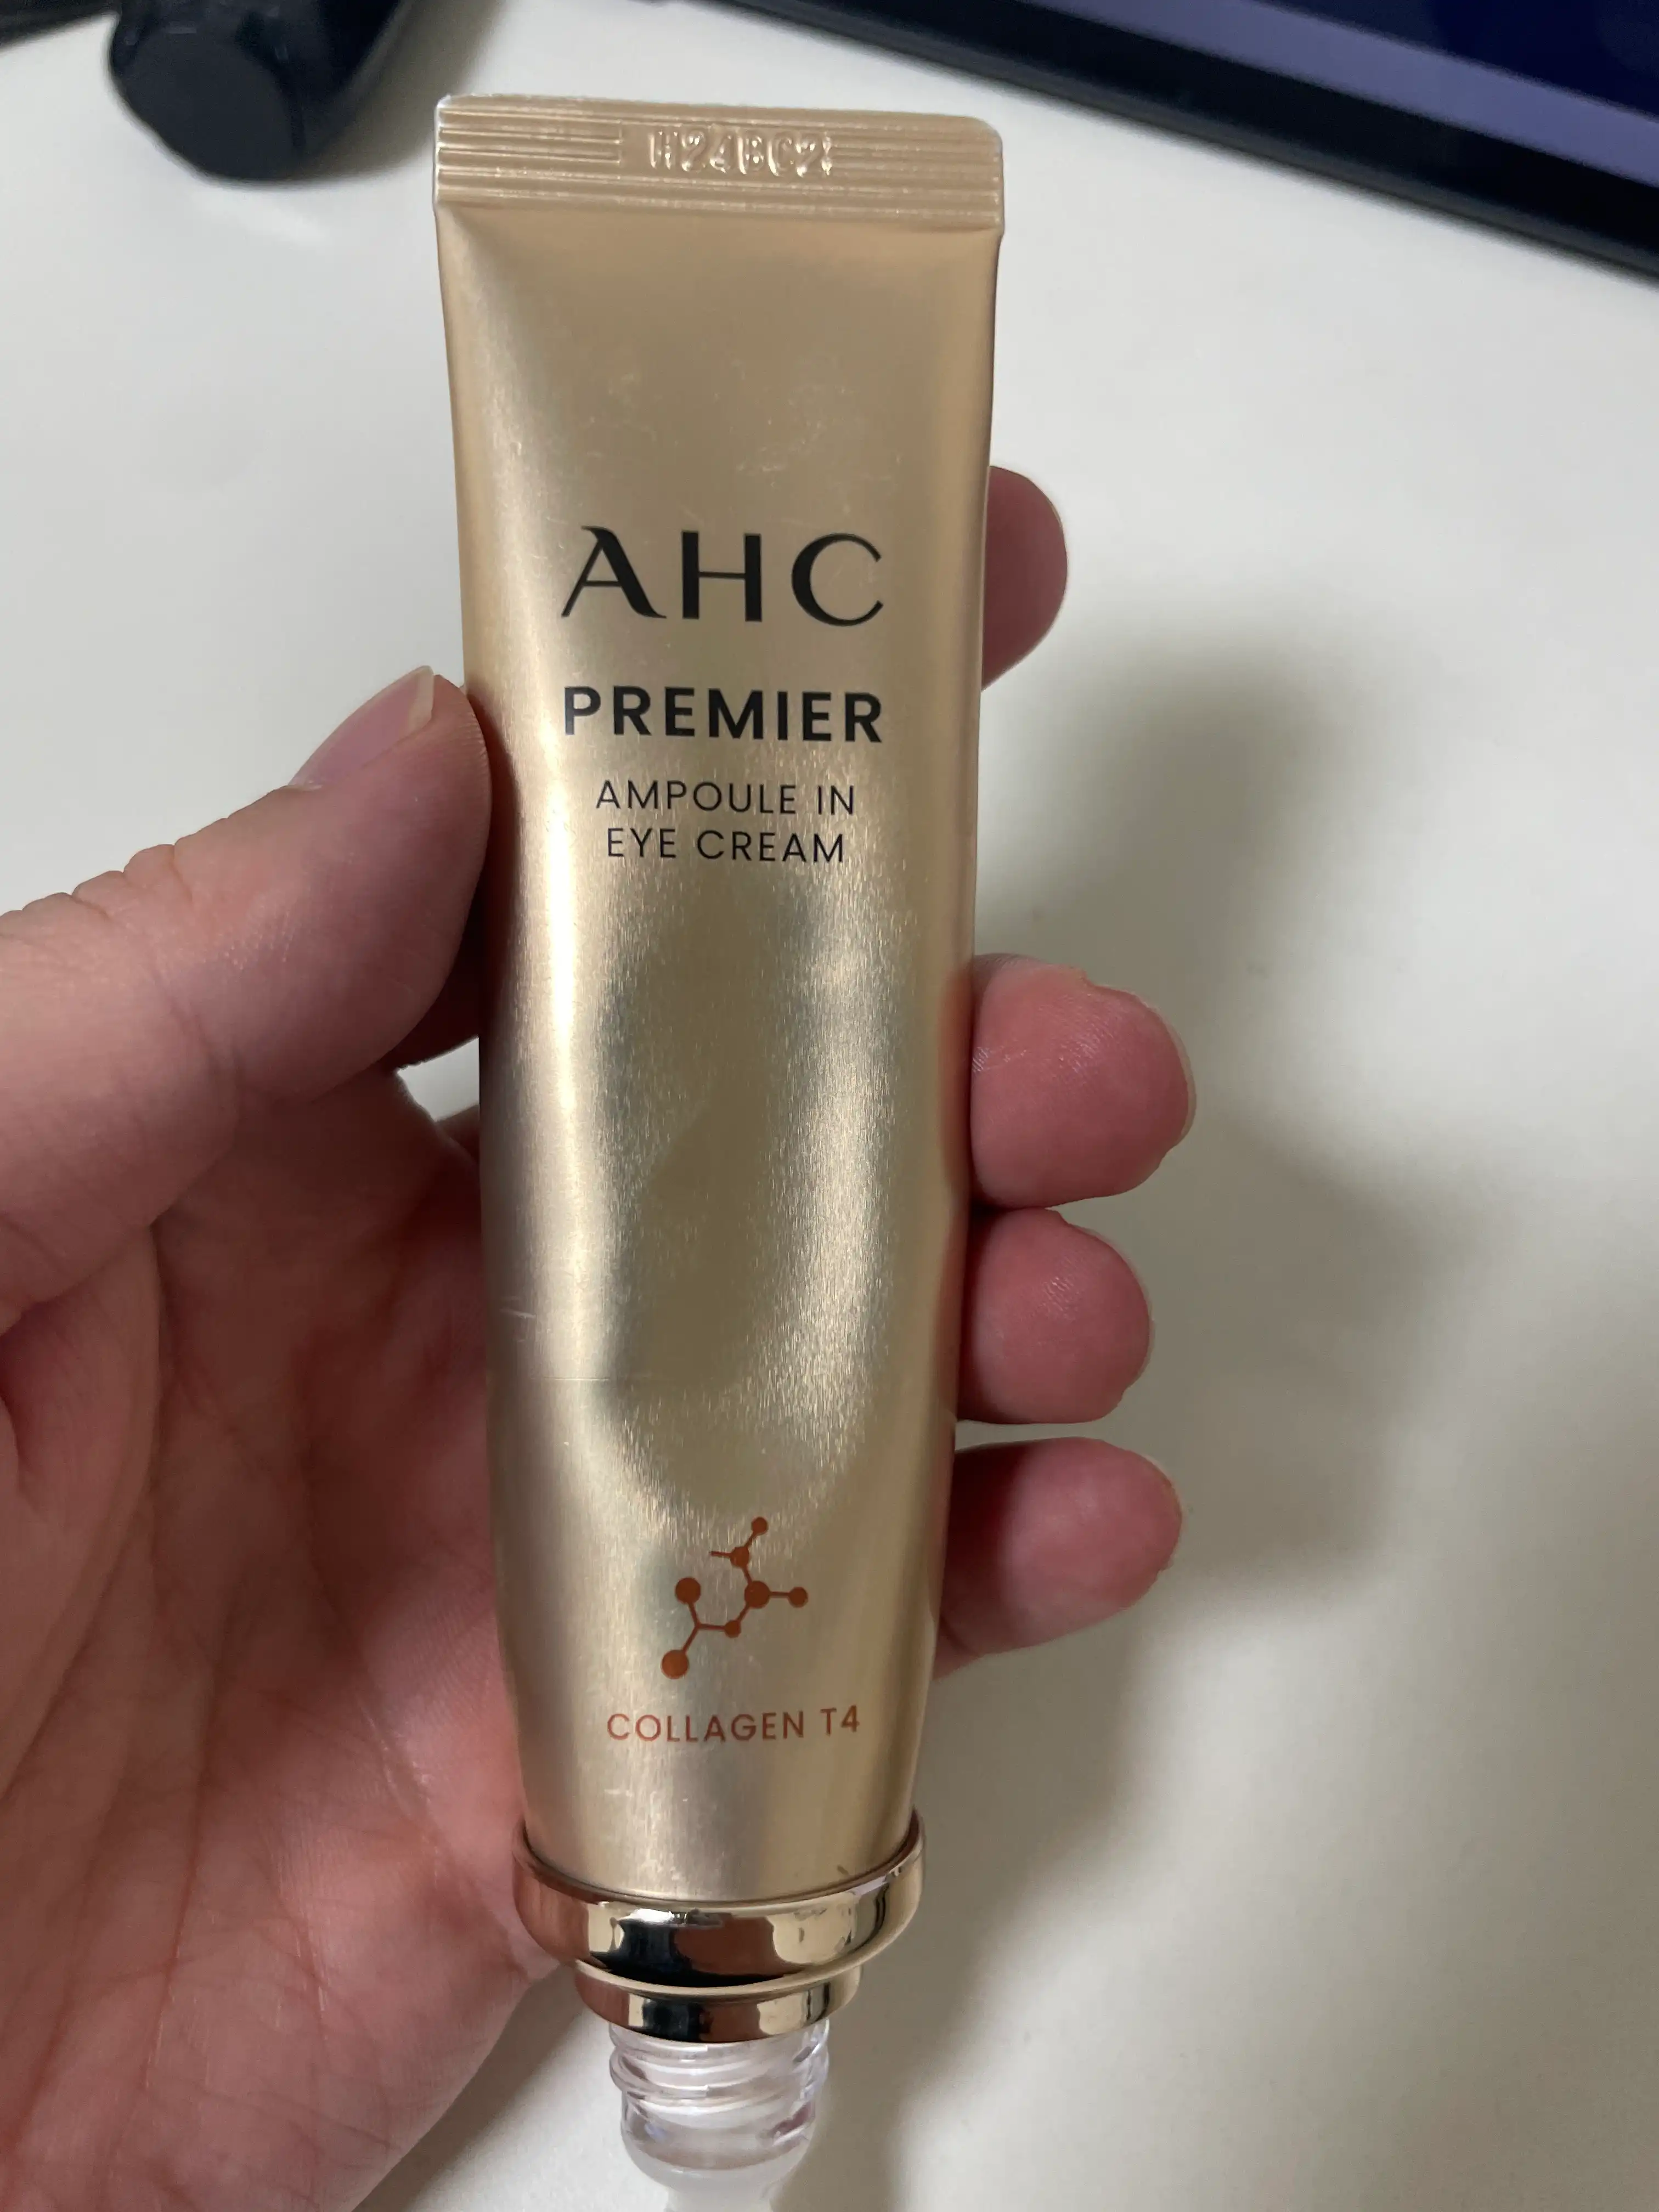 AHC
PREMIER
AMPOULE IN
EYE CREAM
COLLAGEN T4